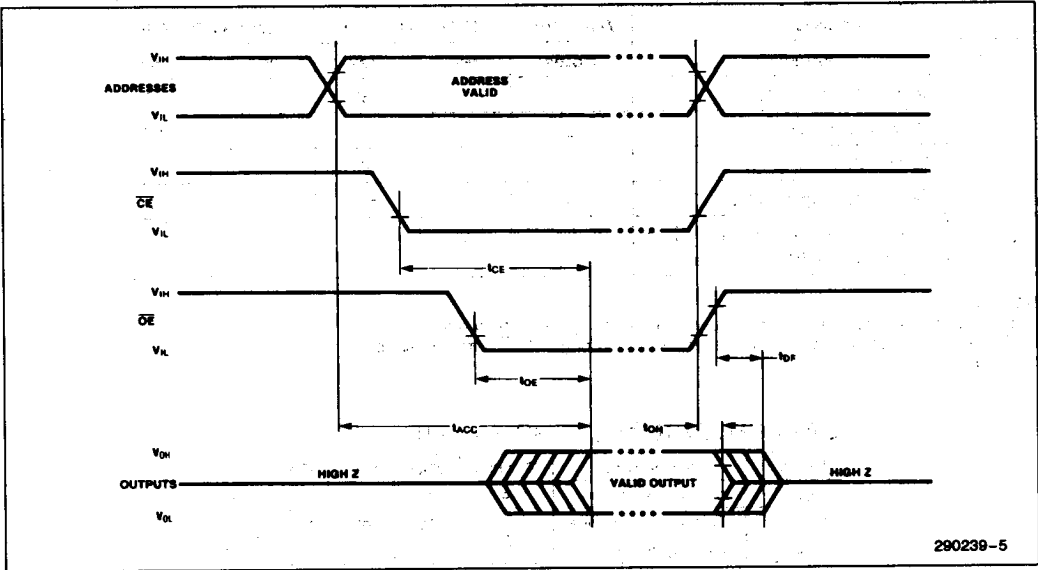 VIH
ADDRESSES
ADDRESS
VALID
VIL
VIH
CE
VIL
tCE
VIH
OE
VIL
tDF
tOE
tACC
tOH
VOH
OUTPUTS
HIGH Z
VALID OUTPUT
HIGH Z
VOL
290239-5